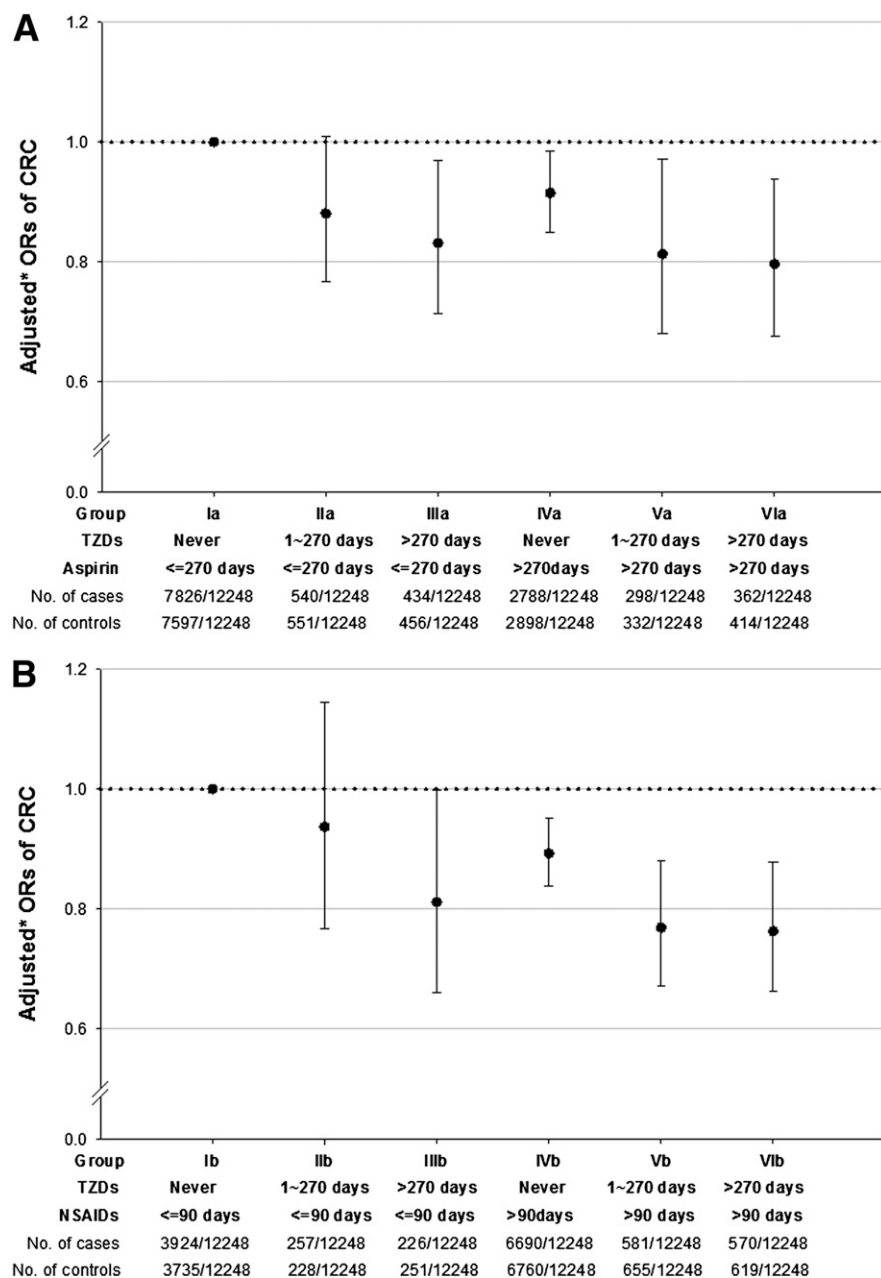 A
1.2
1.0
0.8
0.6
0.0
Adjusted* ORs of CRC
Group Ia IIa IIIa IVa Va VIa
TZDs Never 1~270 days >270 days Never 1~270 days >270 days
Aspirin <=270 days <=270 days <=270 days >270days >270 days >270 days
No. of cases 7826/12248 540/12248 434/12248 2788/12248 298/12248 362/12248
No. of controls 7597/12248 551/12248 456/12248 2898/12248 332/12248 414/12248
B
1.2
1.0
0.8
0.6
0.0
Adjusted* ORs of CRC
Group Ib IIb IIIb IVb Vb VIb
TZDs Never 1~270 days >270 days Never 1~270 days >270 days
NSAIDs <=90 days <=90 days <=90 days >90days >90 days >90 days
No. of cases 3924/12248 257/12248 226/12248 6690/12248 581/12248 570/12248
No. of controls 3735/12248 228/12248 251/12248 6760/12248 655/12248 619/12248